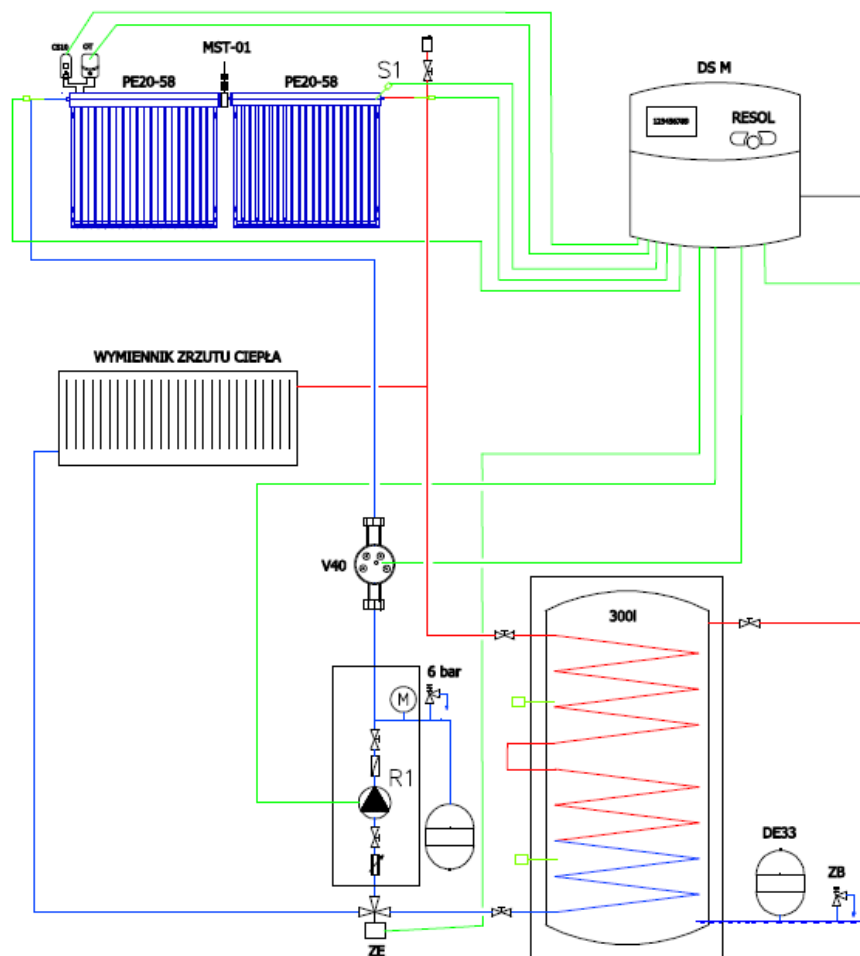 CS10
OT
MST-01
PE20-58
PE20-58
S1
DS M
123456789
RESOL
WYMIENNIK ZRZUTU CIEPŁA
V40
300l
6 bar
M
R1
DE33
ZB
ZE